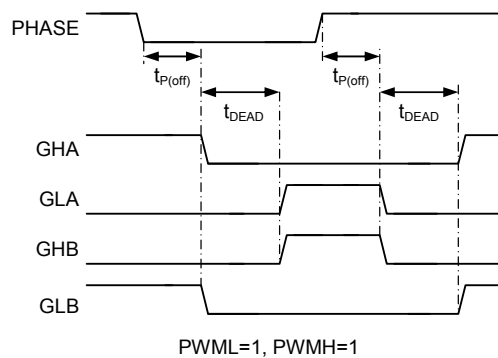 PHASE
tP(off)
tP(off)
tDEAD
tDEAD
GHA
GLA
GHB
GLB
PWML=1, PWMH=1